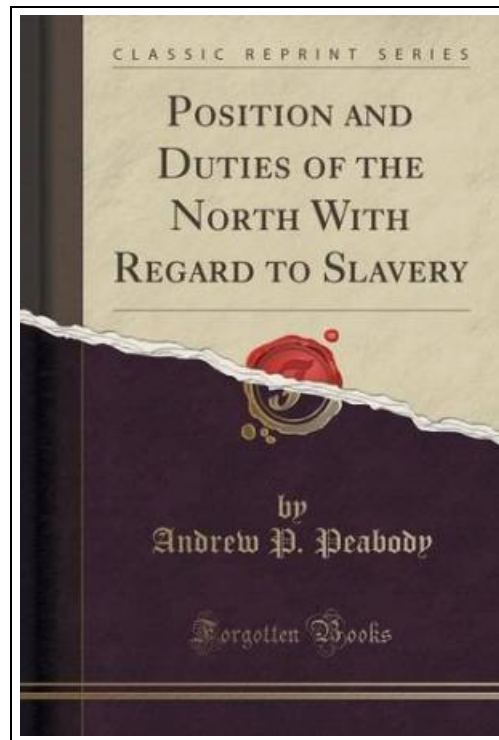 CLASSIC REPRINT SERIES
POSITION AND
DUTIES OF THE
NORTH WITH
REGARD TO SLAVERY
F
by
Andrew P. Peabody
Forgotten Books